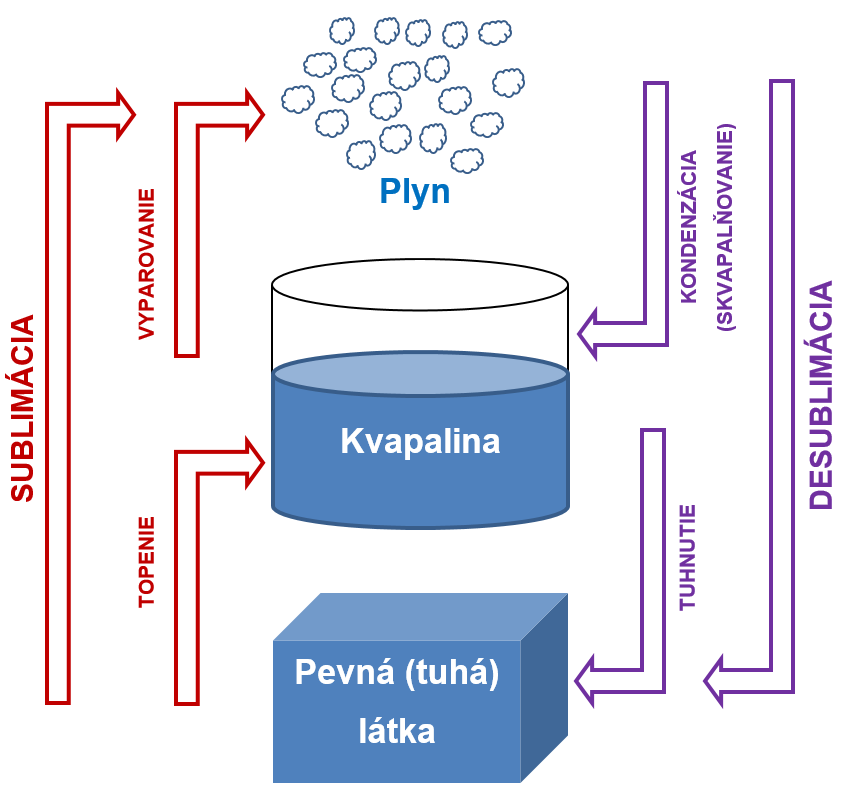 Plyn
VYPAROVANIE
SUBLIMÁCIA
TOPENIE
KONDENZÁCIA
(SKVAPALŇOVANIE)
DESUBLIMÁCIA
TUHNUTIE
Kvapalina
Pevná (tuhá)
látka